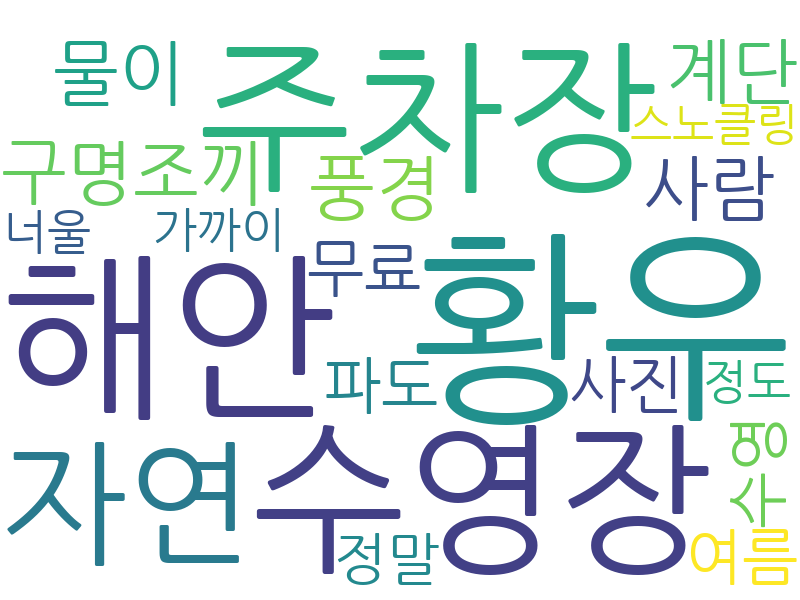 물이
주차장
계단
스노클링
구명조끼
풍경
사람
너울
가까이
무료
황우
해안
파도
사진
정도
자연
수영장
수영
정말
여름